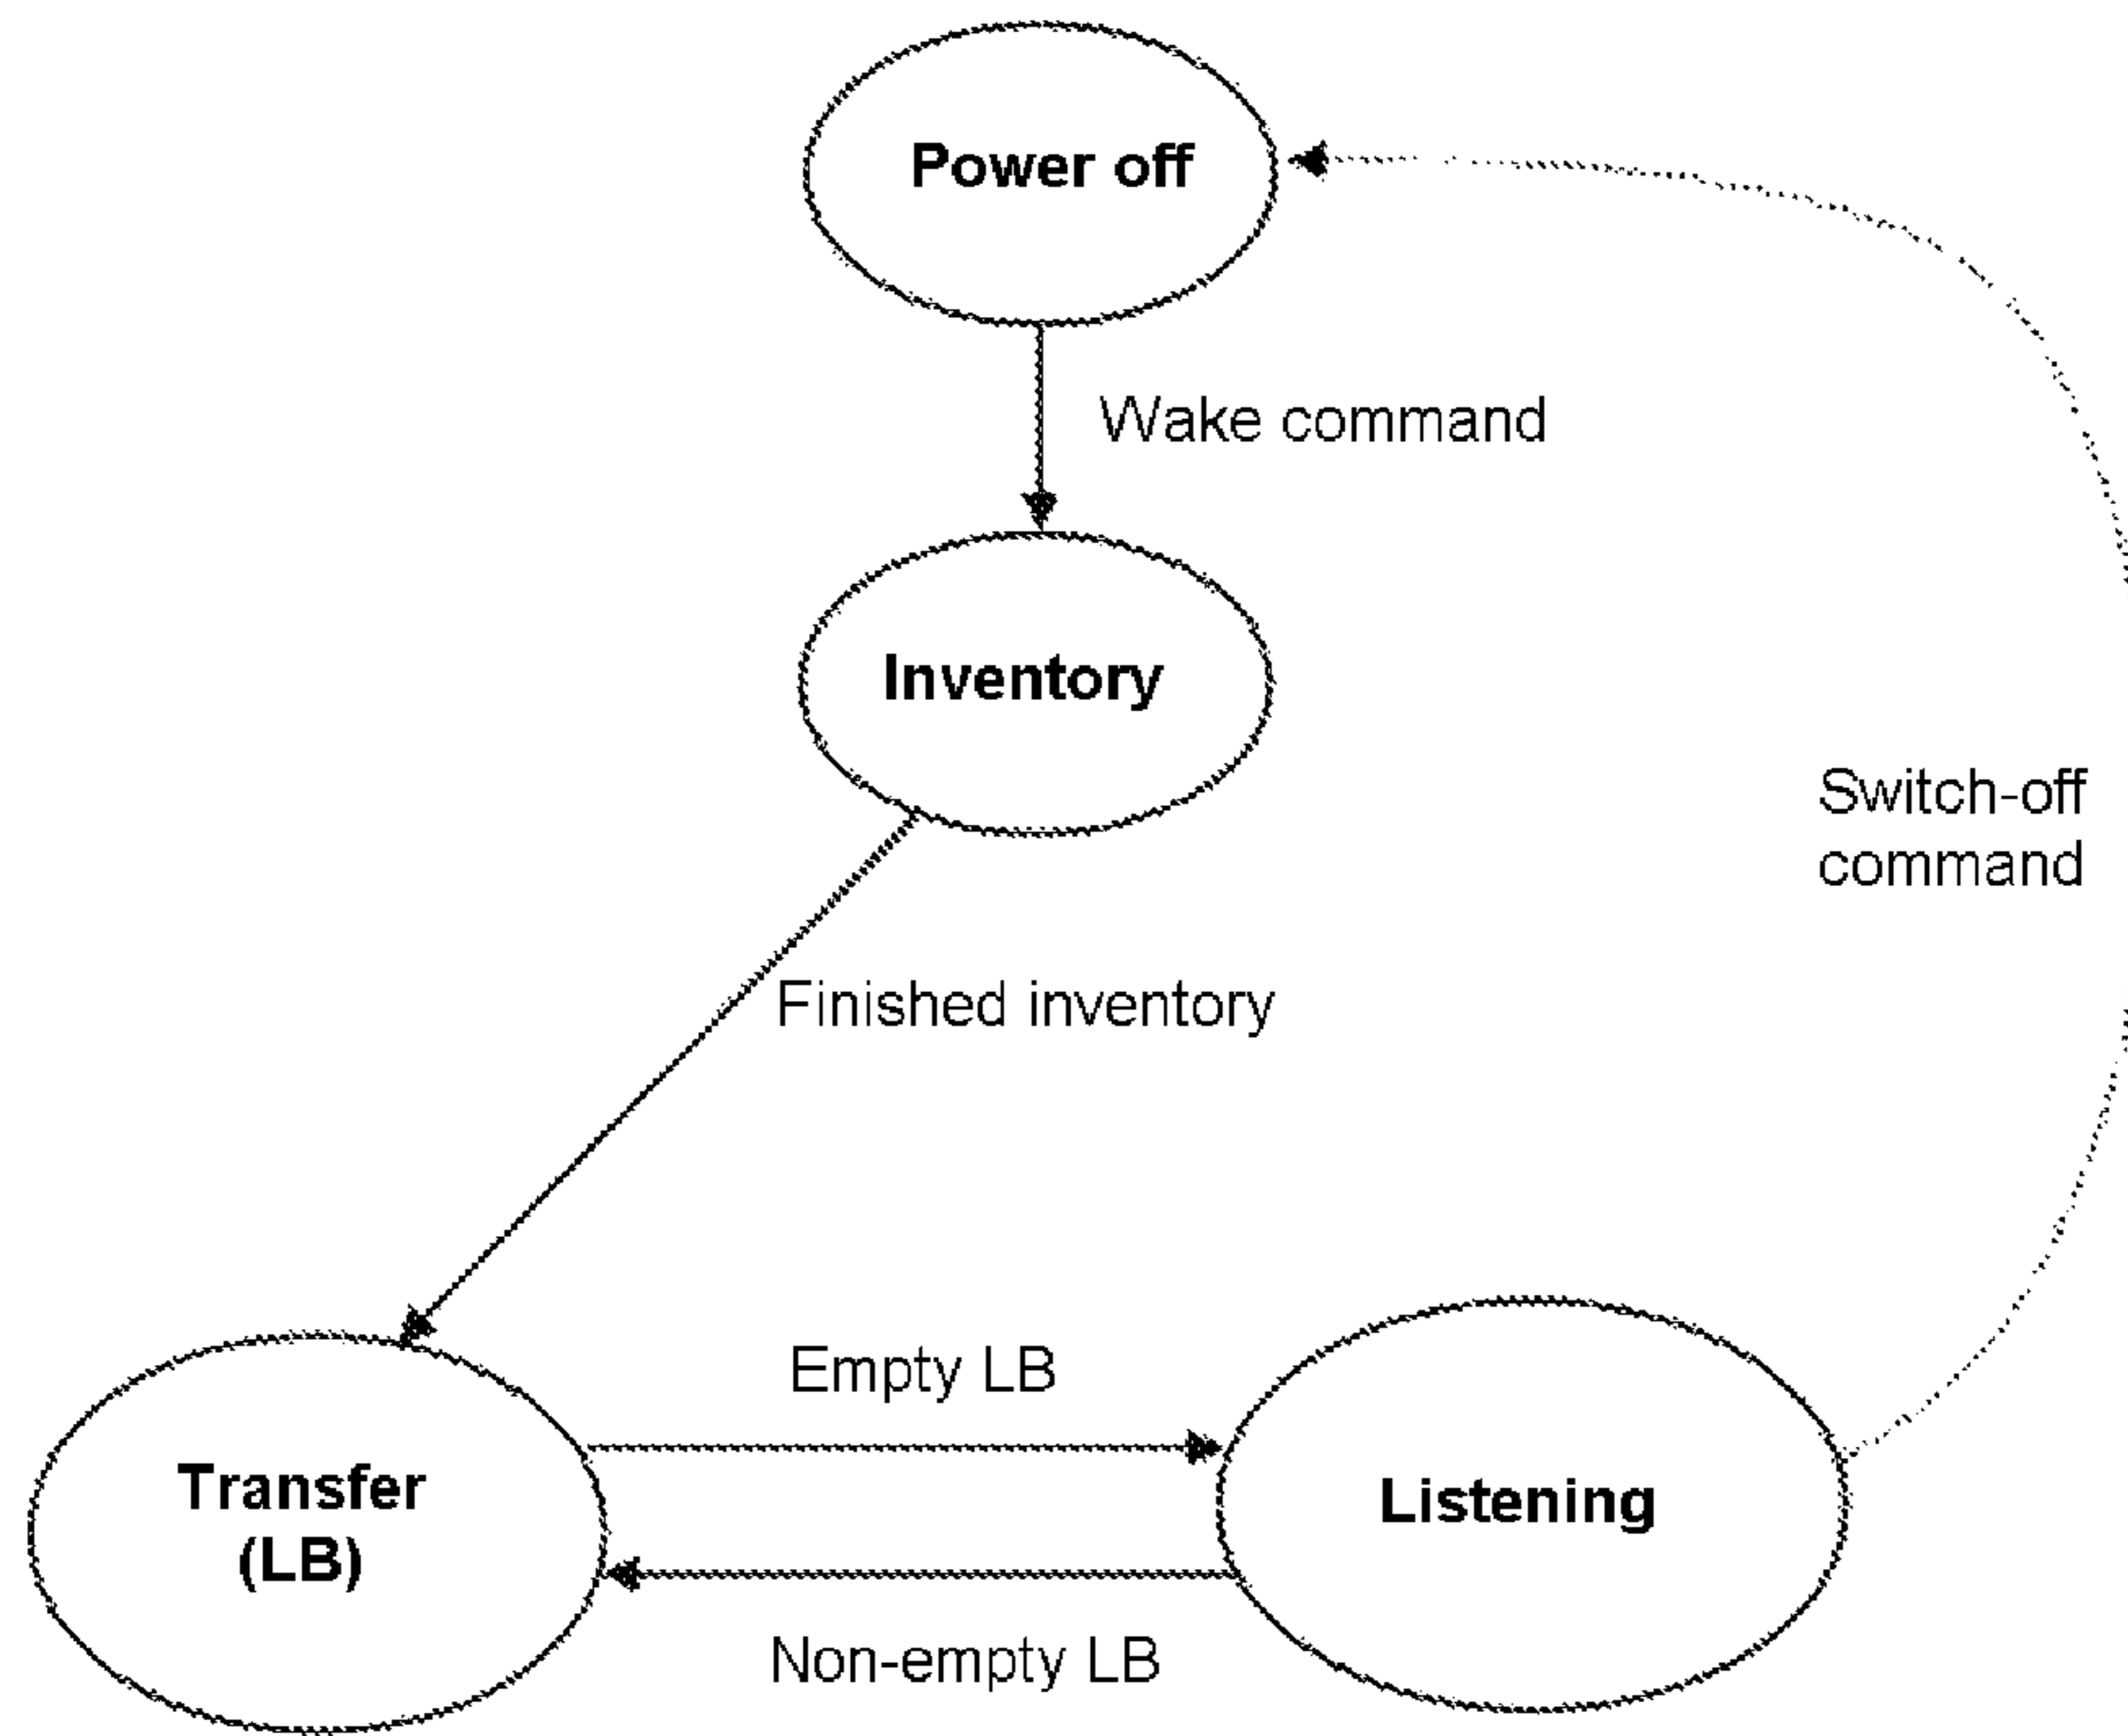 Power off
Wake command
Inventory
Switch-off
command
Finished inventory
Empty LB
Transfer
(LB)
Listening
Non-empty LB